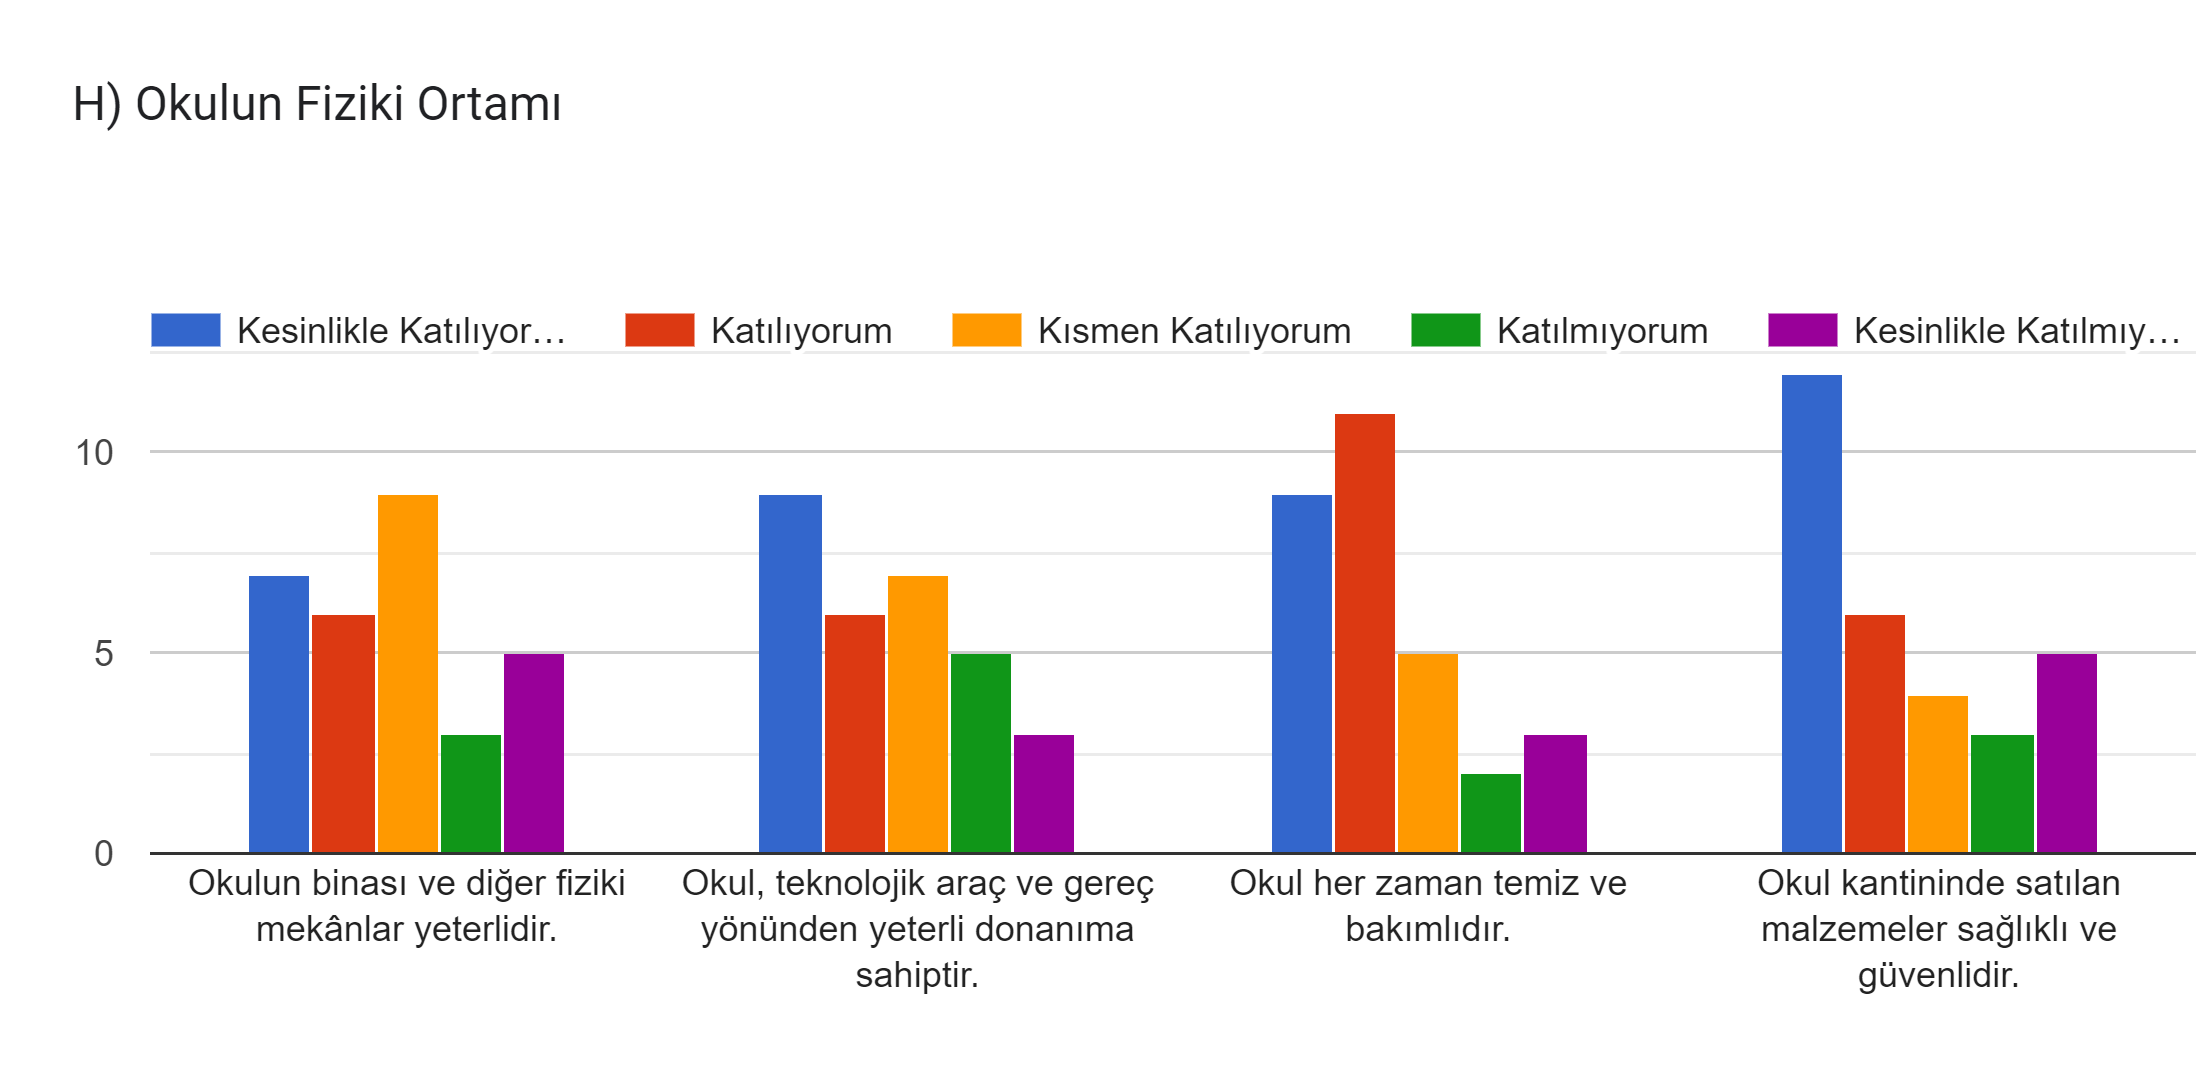 H) Okulun Fiziki Ortamı
Kesinlikle Katılıyor… Katılıyorum Kısmen Katılıyorum Katılmıyorum Kesinlikle Katılmıy…
10
5
0
Okulun binası ve diğer fiziki
mekânlar yeterlidir.
Okul, teknolojik araç ve gereç
yönünden yeterli donanıma
sahiptir.
Okul her zaman temiz ve
bakımlıdır.
Okul kantininde satılan
malzemeler sağlıklı ve
güvenlidir.